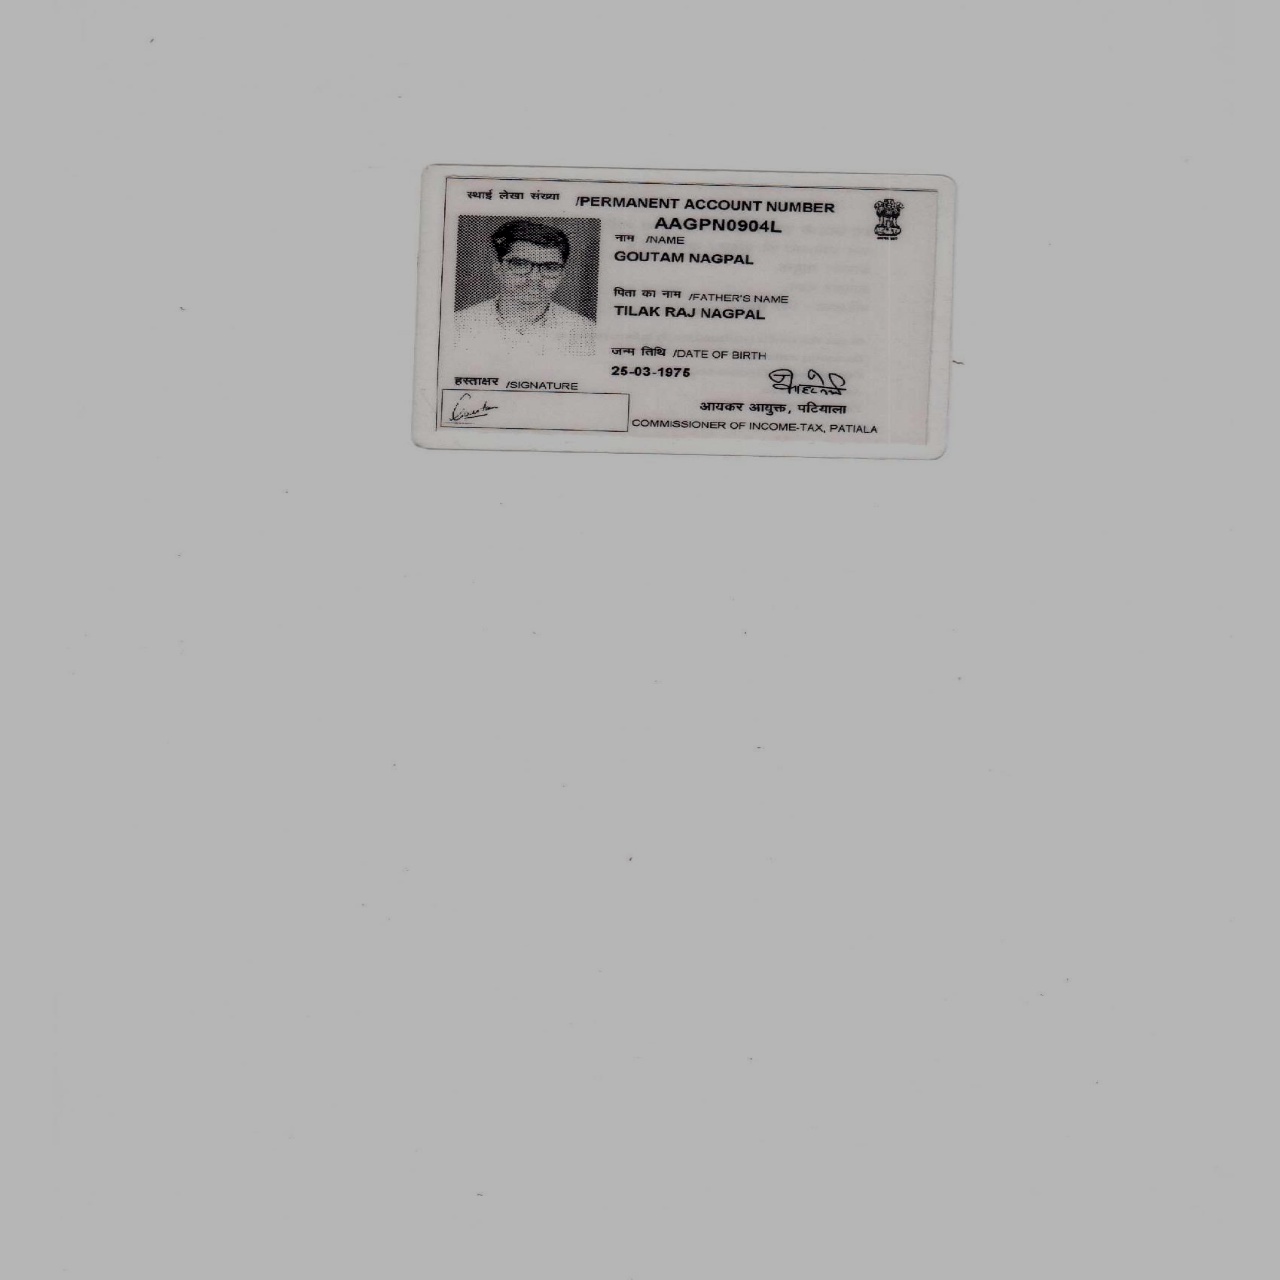 स्थाई लेखा संख्या /PERMANENT ACCOUNT NUMBER
AAGPN0904L
नाम /NAME
GOUTAM NAGPAL
पिता का नाम /FATHER'S NAME
TILAK RAJ NAGPAL
जन्म तिथि /DATE OF BIRTH
25-03-1975
हस्ताक्षर /SIGNATURE
आयकर आयुक्त, पटियाला
COMMISSIONER OF INCOME-TAX, PATIALA